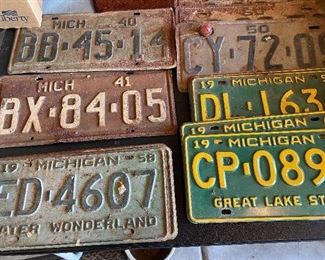 Liberty
MICH 40
BB·45·14
50
CY·72·0
MICH 41
BX·84·05
19 MICHIGAN
DL·163
19 MICHIGAN 58
ED·4607
WATER WONDERLAND
19 MICHIGAN
19 MICHIGAN
CP·089
GREAT LAKE ST